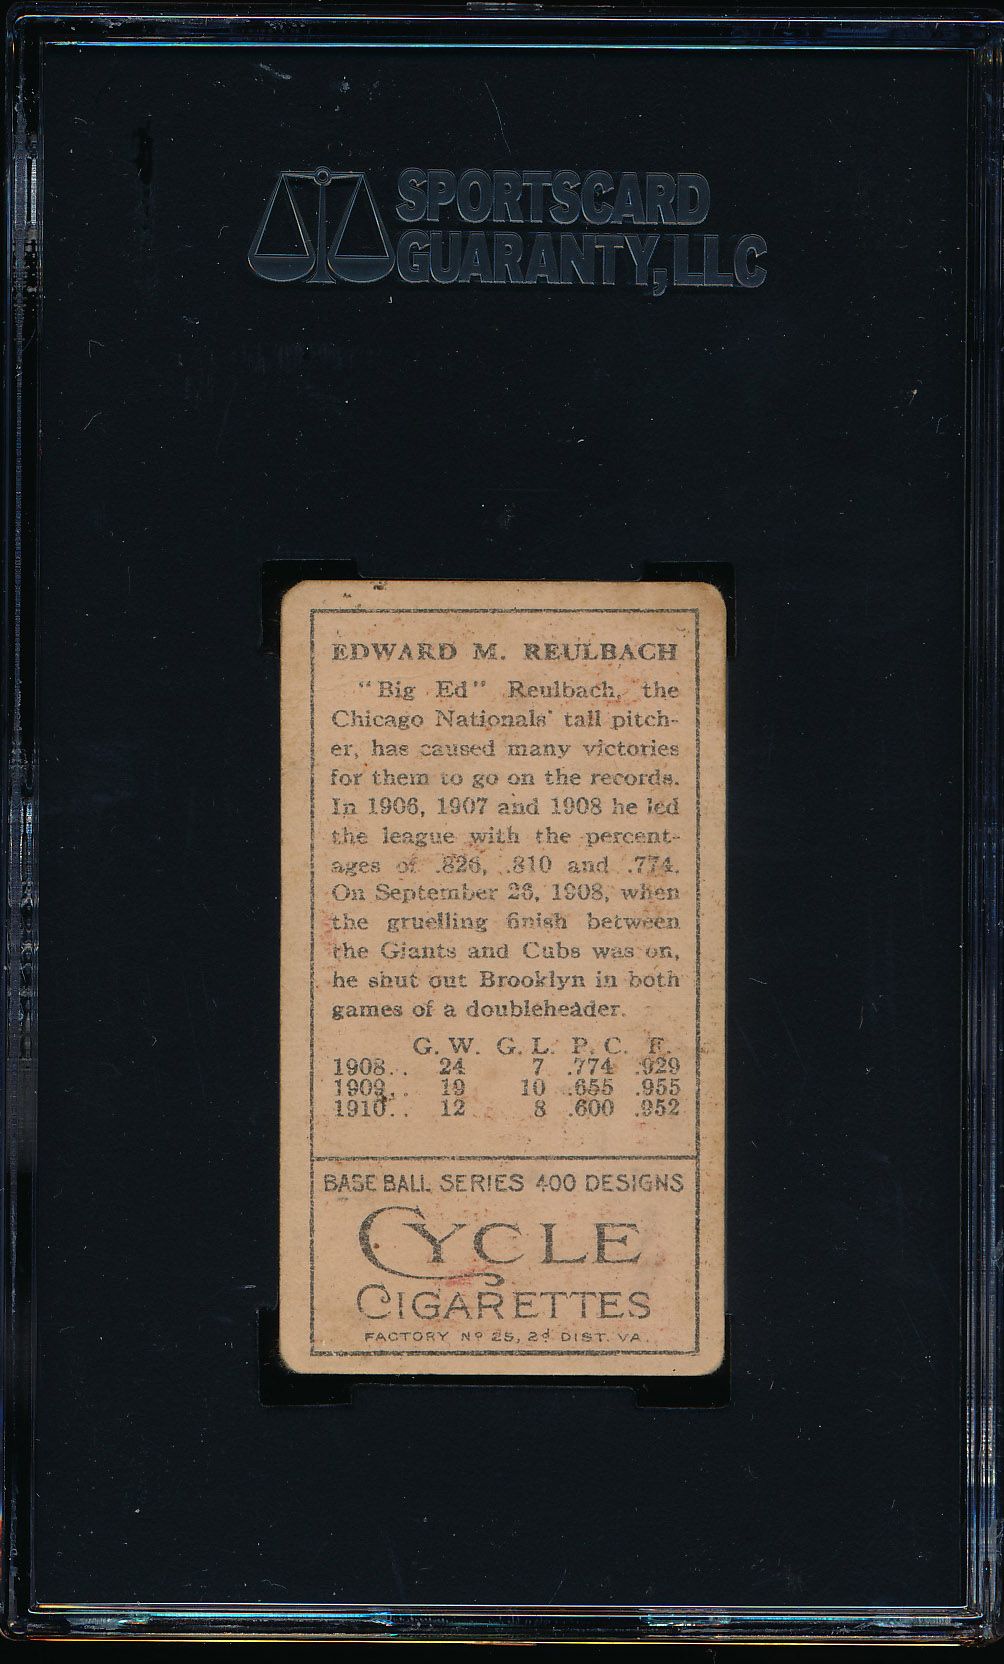 SPORTSCARD
GUARANTY, LLC
EDWARD M. REULBACH
"Big Ed" Reulbach, the
Chicago Nationals' tall pitch-
er, has caused many victories
for them to go on the records.
In 1906, 1907 and 1908 he led
the league with the percent-
ages of .826, .810 and .774.
On September 26, 1908, when
the gruelling finish between
the Giants and Cubs was on,
he shut out Brooklyn in both
games of a doubleheader.
G. W. G. L. P. C. F.
1908.. 24 7 .774 .929
1909.. 19 10 .655 .955
1910.. 12 8 .600 .952
BASE BALL SERIES 400 DESIGNS
CYCLE
CIGARETTES
FACTORY Nº 25, 2d DIST. VA.